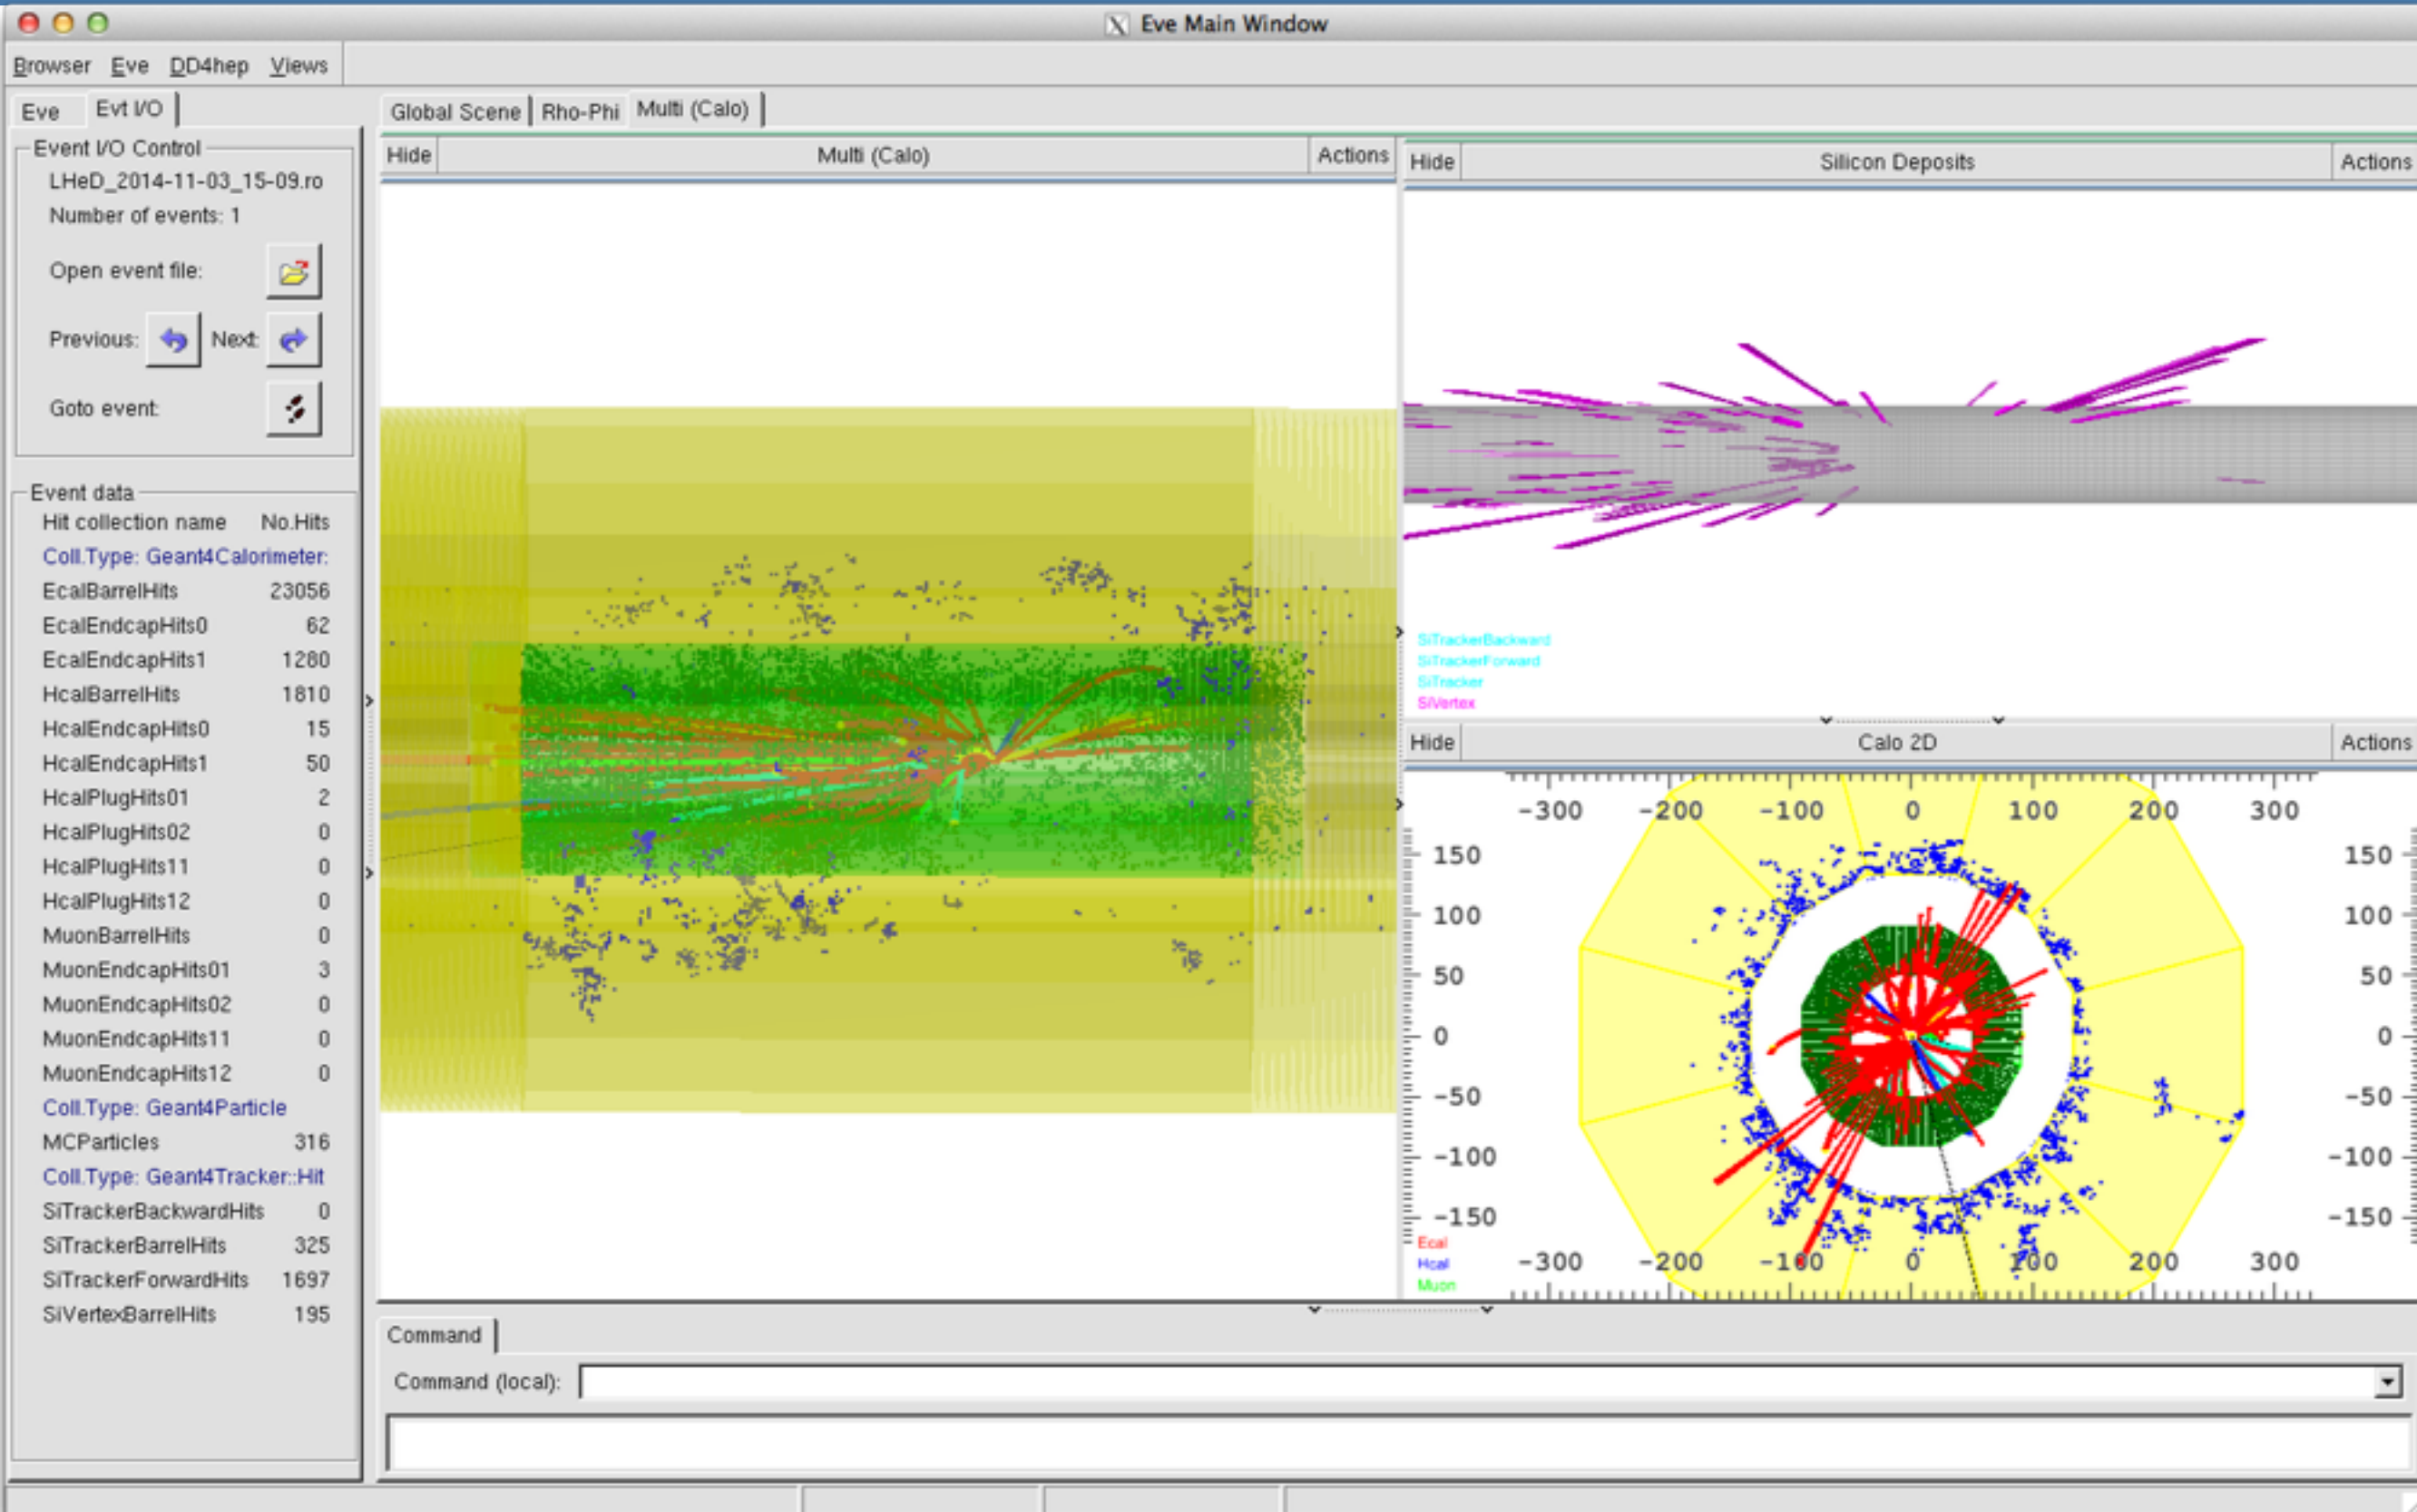 Eve Main Window
Browser Eve DD4hep Views
Eve Evt I/O
Global Scene Rho-Phi Multi (Calo)
Event I/O Control
LHeD_2014-11-03_15-09.ro
Number of events: 1
Open event file:
Previous: Next:
Goto event:
Event data
Hit collection name No.Hits
Coll.Type: Geant4Calorimeter:
EcalBarrelHits 23056
EcalEndcapHits0 62
EcalEndcapHits1 1280
HcalBarrelHits 1810
HcalEndcapHits0 15
HcalEndcapHits1 50
HcalPlugHits01 2
HcalPlugHits02 0
HcalPlugHits11 0
HcalPlugHits12 0
MuonBarrelHits 0
MuonEndcapHits01 3
MuonEndcapHits02 0
MuonEndcapHits11 0
MuonEndcapHits12 0
Coll.Type: Geant4Particle
MCParticles 316
Coll.Type: Geant4Tracker::Hit
SiTrackerBackwardHits 0
SiTrackerBarrelHits 325
SiTrackerForwardHits 1697
SiVertexBarrelHits 195
Hide Multi (Calo) Actions
Hide Silicon Deposits Actions
SiTrackerBackward
SiTrackerForward
SiTracker
SiVertex
Hide Calo 2D Actions
-300 -200 -100 0 100 200 300
150 150
100 100
50 50
0 0
-50 -50
-100 -100
-150 -150
Ecal
Hcal
Muon
-300 -200 -100 0 100 200 300
Command
Command (local):